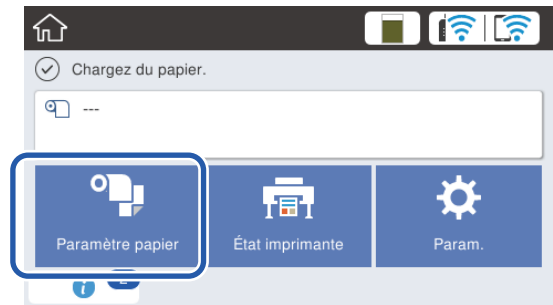 Chargez du papier.
---
Paramètre papier
État imprimante
Param.
i